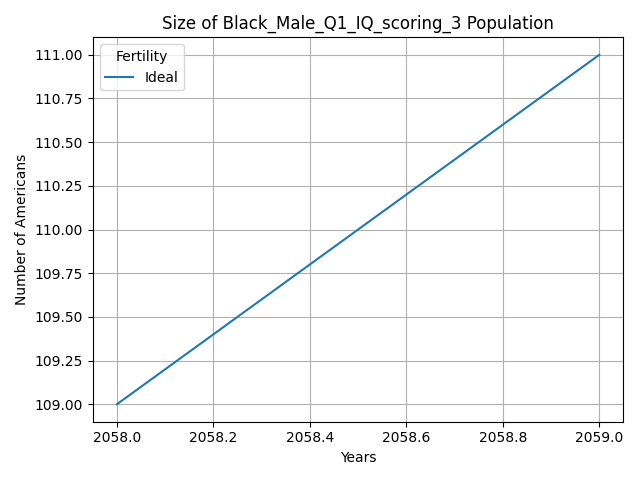 Size of Black_Male_Q1_IQ_scoring_3 Population
Fertility
Ideal
Number of Americans
111.00
110.75
110.50
110.25
110.00
109.75
109.50
109.25
109.00
2058.0 2058.2 2058.4 2058.6 2058.8 2059.0
Years